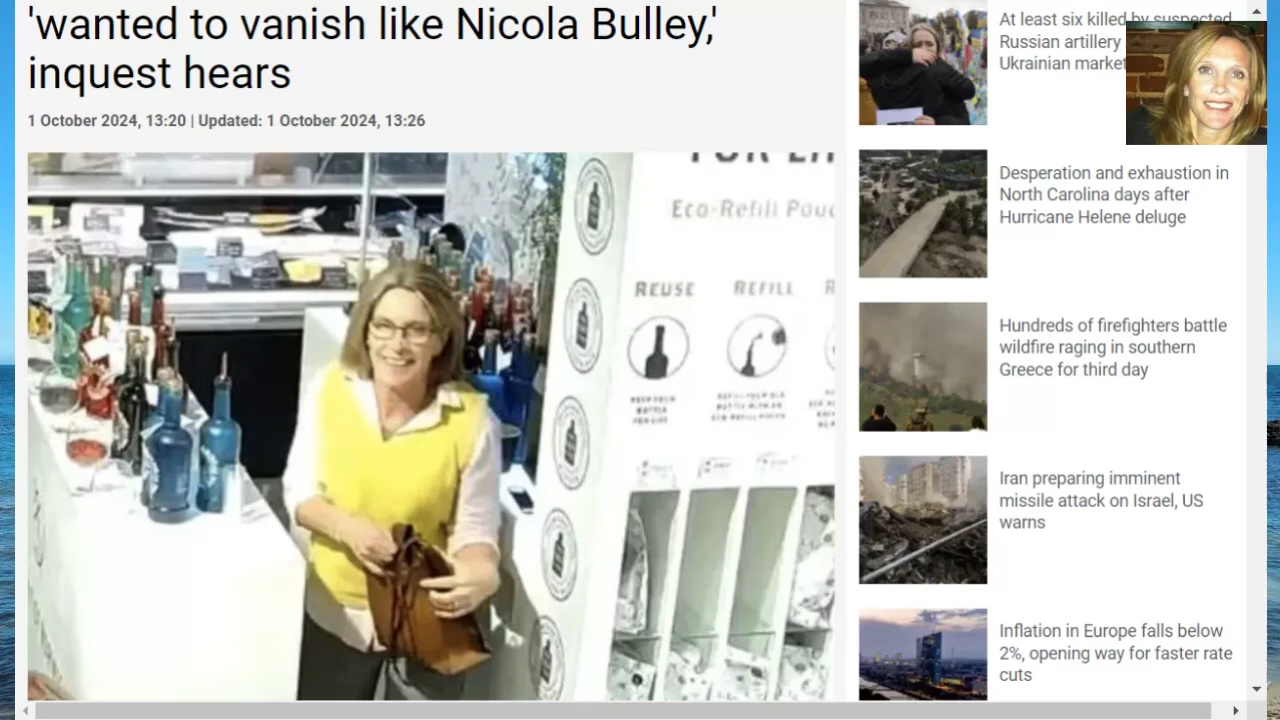 'wanted to vanish like Nicola Bulley,'
inquest hears
1 October 2024, 13:20 | Updated: 1 October 2024, 13:26
Eco-Refill
REUSE
REFILL
At least six killed by suspected
Russian artillery
Ukrainian market
Desperation and exhaustion in
North Carolina days after
Hurricane Helene deluge
Hundreds of firefighters battle
wildfire raging in southern
Greece for third day
Iran preparing imminent
missile attack on Israel, US
warns
Inflation in Europe falls below
2%, opening way for faster rate
cuts